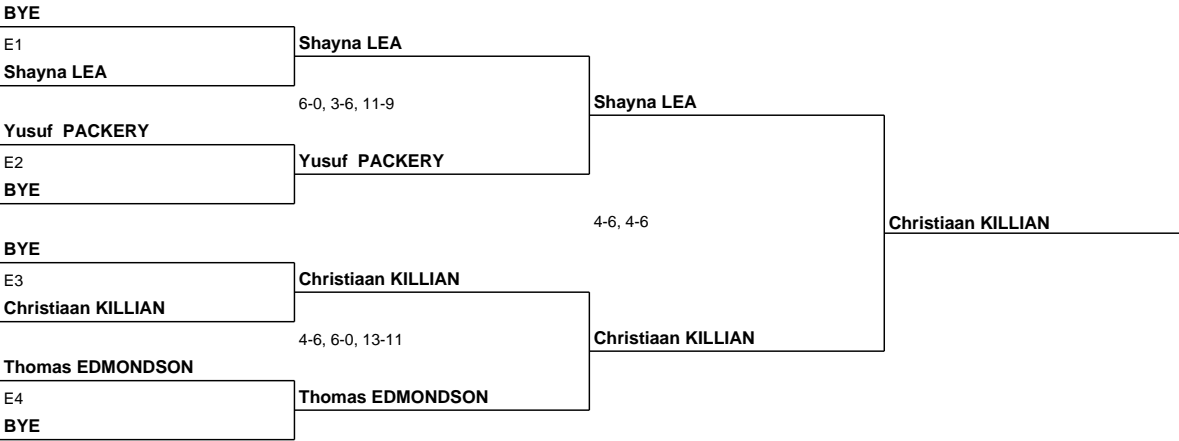 BYE
E1
Shayna LEA
Shayna LEA
6-0, 3-6, 11-9
Shayna LEA
Yusuf PACKERY
E2
Yusuf PACKERY
BYE
4-6, 4-6
Christiaan KILLIAN
BYE
E3
Christiaan KILLIAN
Christiaan KILLIAN
4-6, 6-0, 13-11
Christiaan KILLIAN
Thomas EDMONDSON
E4
Thomas EDMONDSON
BYE